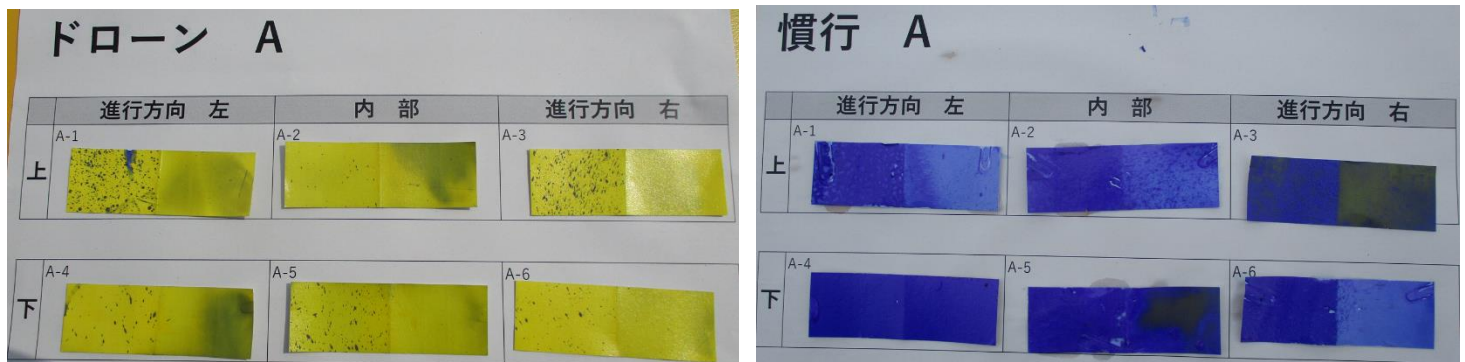 ドローン A
進行方向 左 内 部 進行方向 右
上 A-1 A-2 A-3
下 A-4 A-5 A-6
慣行 A
進行方向 左 内 部 進行方向 右
上 A-1 A-2 A-3
下 A-4 A-5 A-6